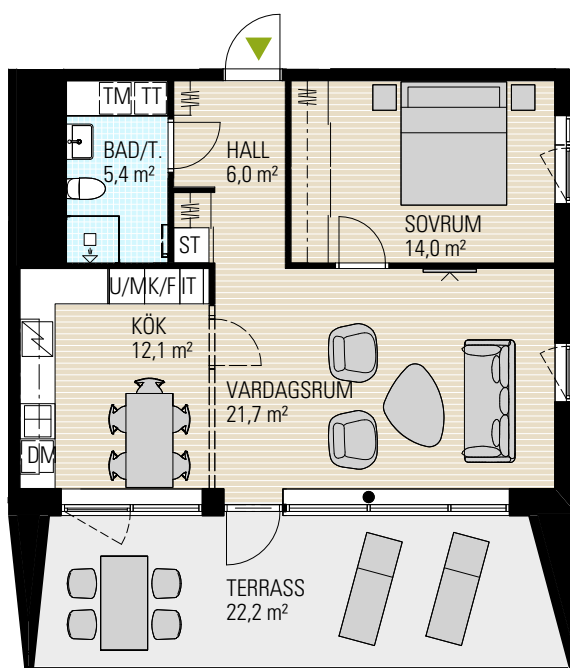 TM TT
BAD/T.
5,4 m²
HALL
6,0 m²
SOVRUM
14,0 m²
ST
U/M K/F IT
KÖK
12,1 m²
VARDAGSRUM
21,7 m²
DM
TERRASS
22,2 m²